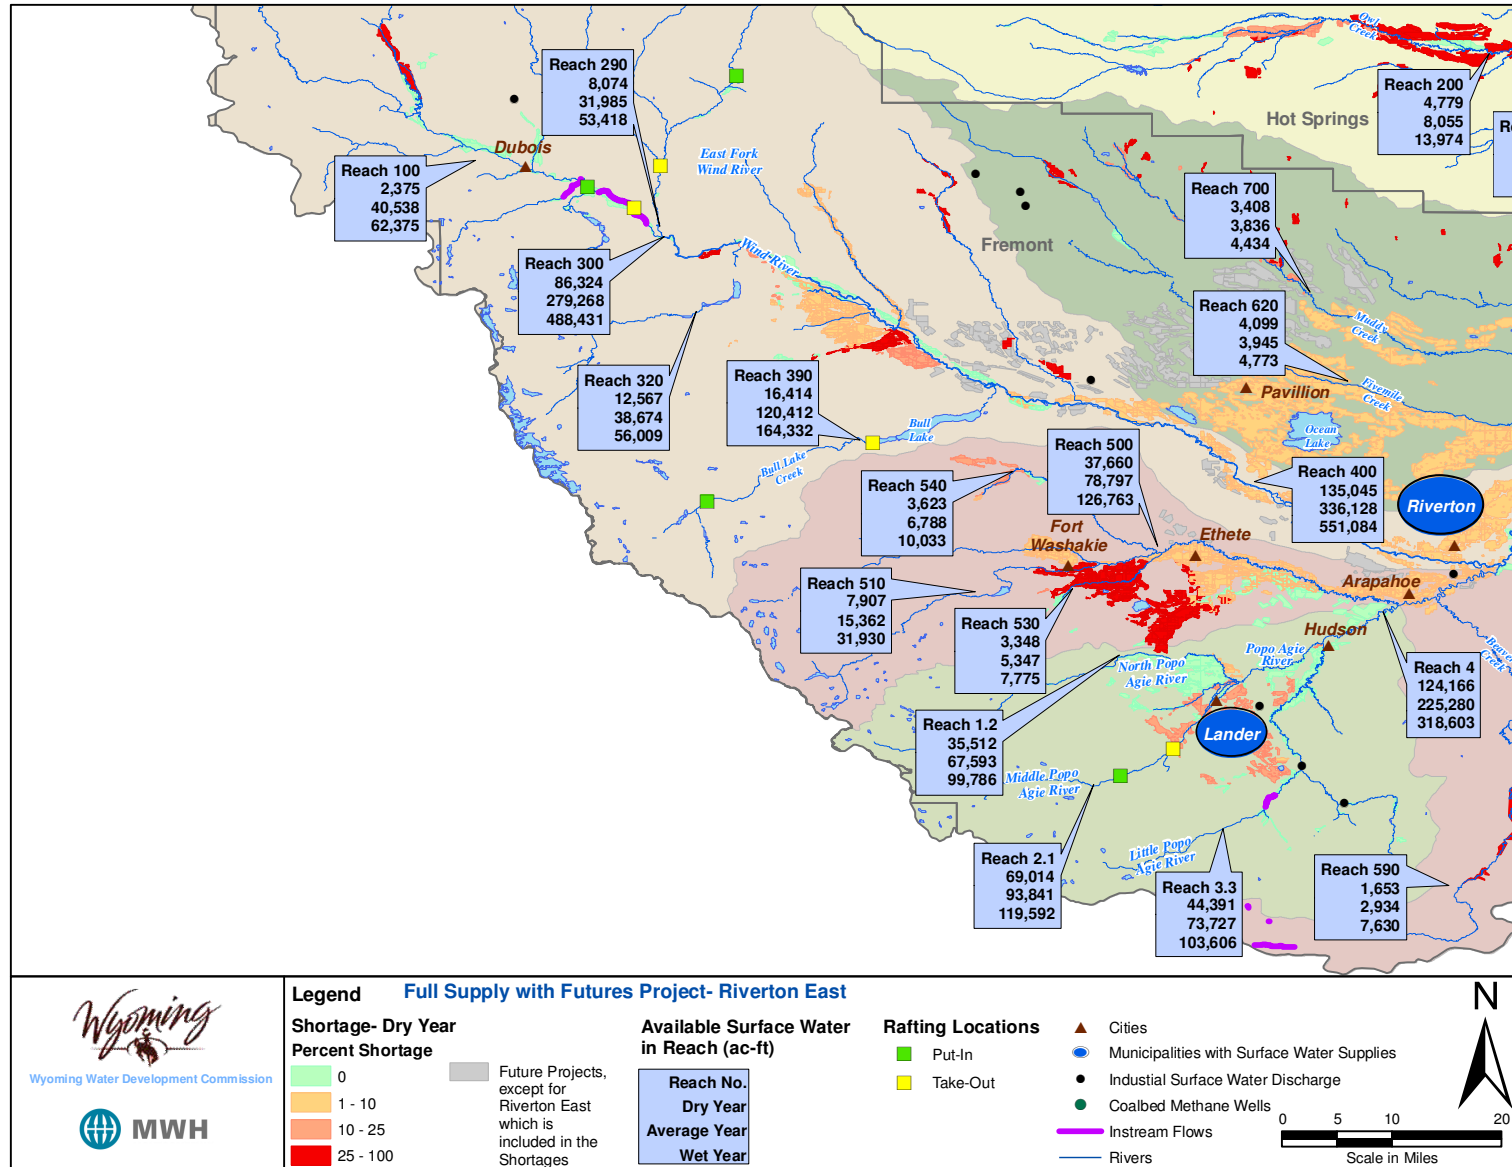 Owl
Creek
Reach 290
8,074
31,985
53,418
Reach 200
4,779
8,055
13,974
Hot Springs
Dubois
East Fork
Wind River
Reach 100
2,375
40,538
62,375
Reach 700
3,408
3,836
4,434
Fremont
Wind River
Reach 300
86,324
279,268
488,431
Reach 620
4,099
3,945
4,773
Muddy
Creek
Reach 320
12,567
38,674
56,009
Reach 390
16,414
120,412
164,332
Pavillion
Fivemile
Creek
Bull
Lake
Ocean
Lake
Bull Lake
Creek
Reach 500
37,660
78,797
126,763
Reach 540
3,623
6,788
10,033
Reach 400
135,045
336,128
551,084
Riverton
Fort
Washakie
Ethete
Arapahoe
Reach 510
7,907
15,362
31,930
Reach 530
3,348
5,347
7,775
Hudson
Popo Agie
River
North Popo
Agie River
Beaver
Creek
Reach 4
124,166
225,280
318,603
Reach 1.2
35,512
67,593
99,786
Lander
Middle Popo
Agie River
Little Popo
Agie River
Reach 2.1
69,014
93,841
119,592
Reach 3.3
44,391
73,727
103,606
Reach 590
1,653
2,934
7,630
Wyoming
Wyoming Water Development Commission
MWH
Legend
Full Supply with Futures Project- Riverton East
Shortage- Dry Year
Percent Shortage
0
1 - 10
10 - 25
25 - 100
Future Projects,
except for
Riverton East
which is
included in the
Shortages
Available Surface Water
in Reach (ac-ft)
Reach No.
Dry Year
Average Year
Wet Year
Rafting Locations
Put-In
Take-Out
Cities
Municipalities with Surface Water Supplies
Industial Surface Water Discharge
Coalbed Methane Wells
Instream Flows
Rivers
N
0 5 10 20
Scale in Miles